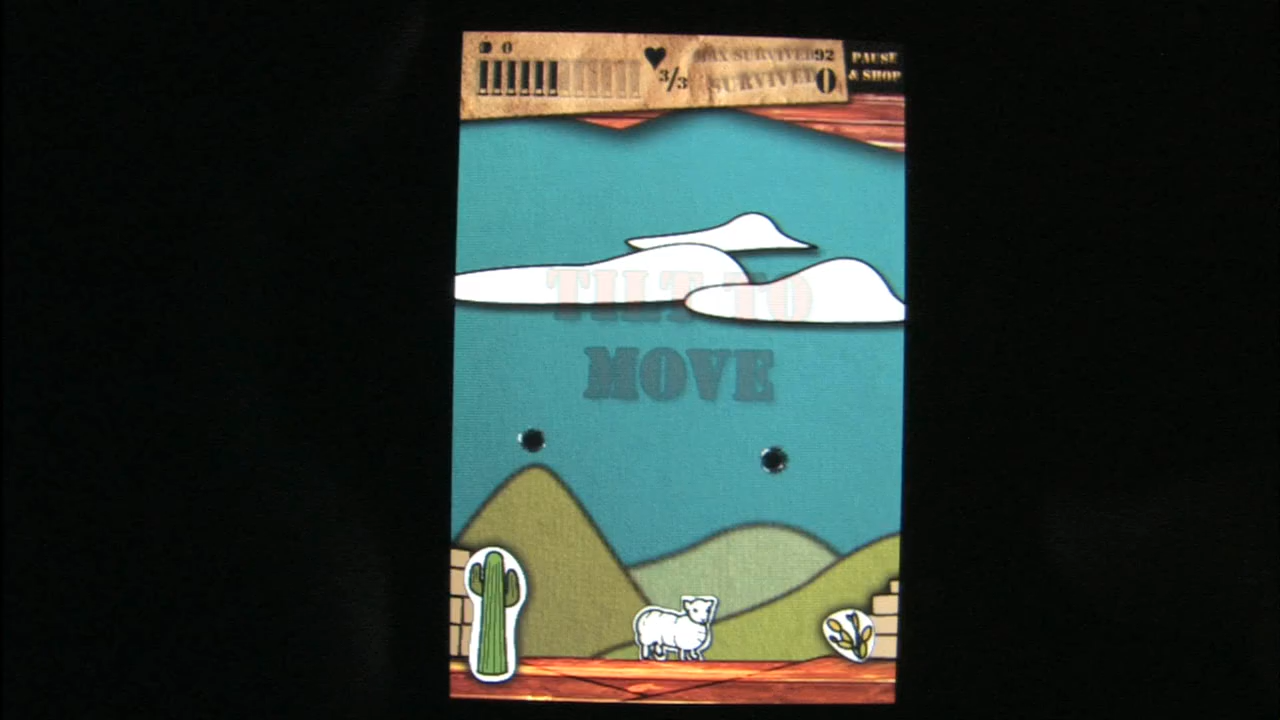 0
MAX SURVIVED 92
PAUSE
3/3
SURVIVED 0
& SHOP
TILT TO
MOVE